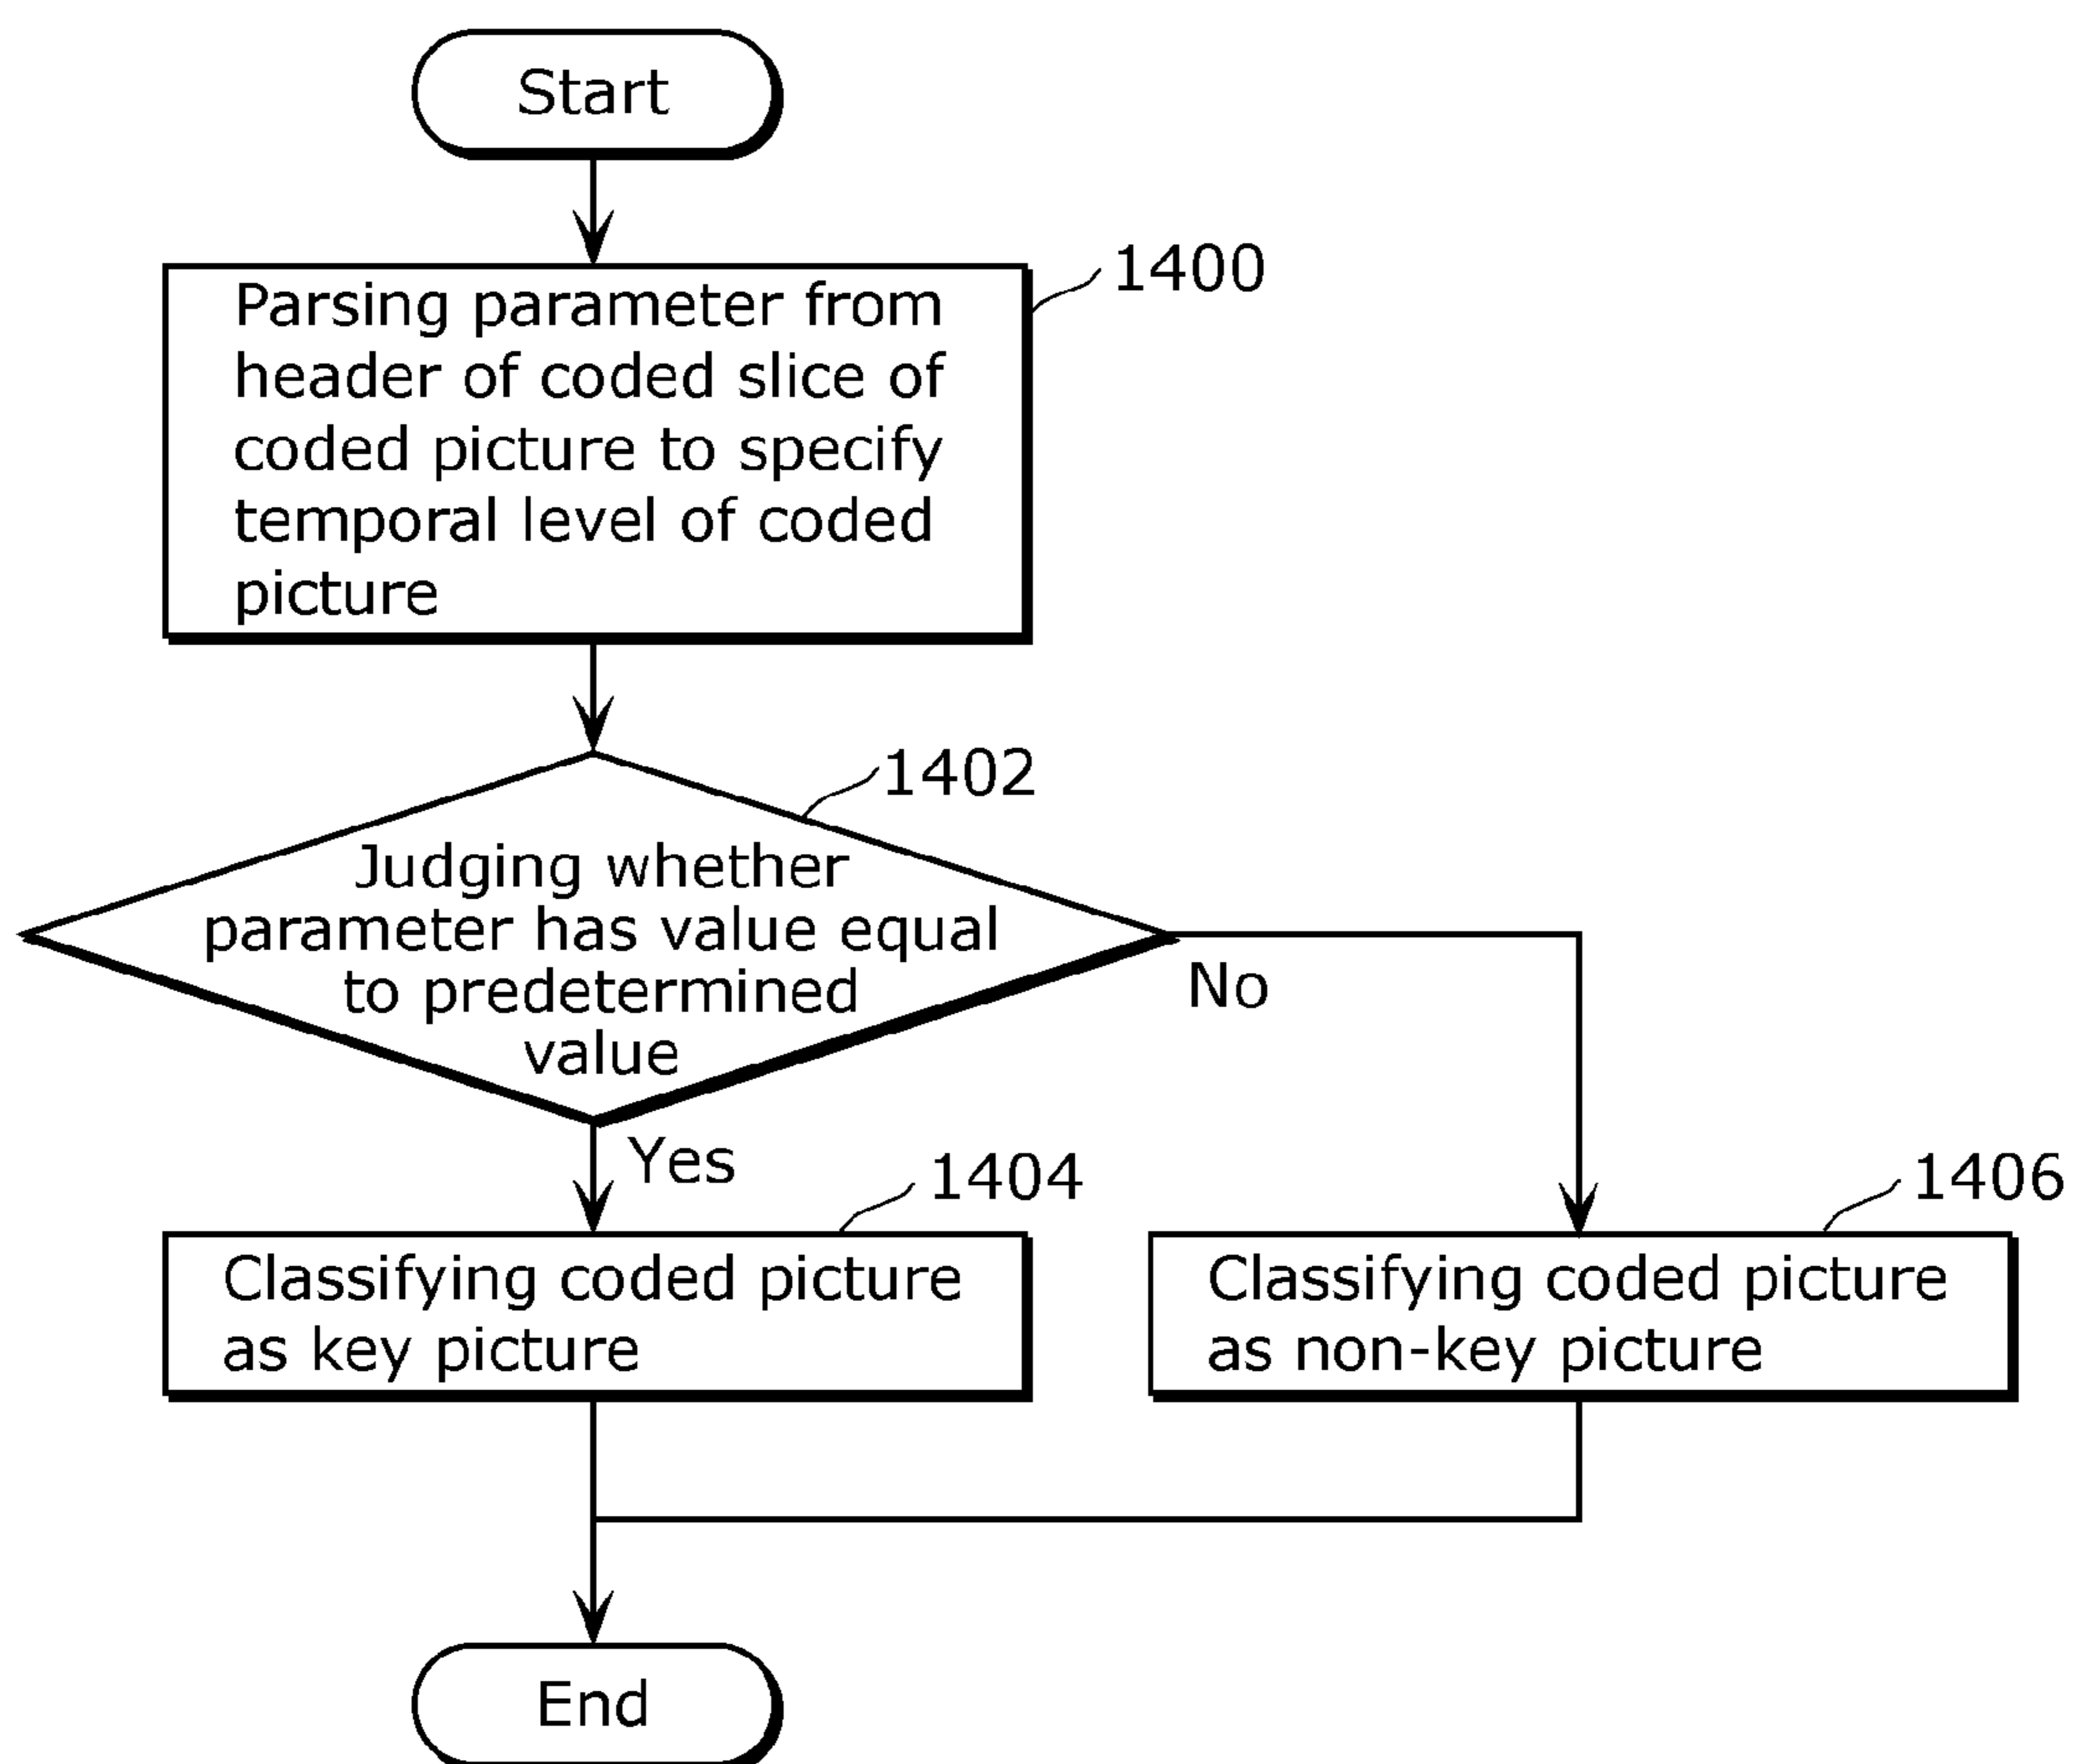 Start
1400
Parsing parameter from
header of coded slice of
coded picture to specify
temporal level of coded
picture
1402
Judging whether
parameter has value equal
to predetermined
value
No
Yes
1404
Classifying coded picture
as key picture
1406
Classifying coded picture
as non-key picture
End